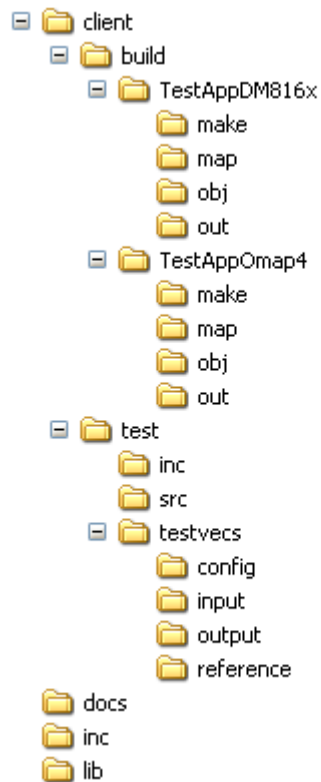 client
build
TestAppDM816x
make
map
obj
out
TestAppOmap4
make
map
obj
out
test
inc
src
testvecs
config
input
output
reference
docs
inc
lib